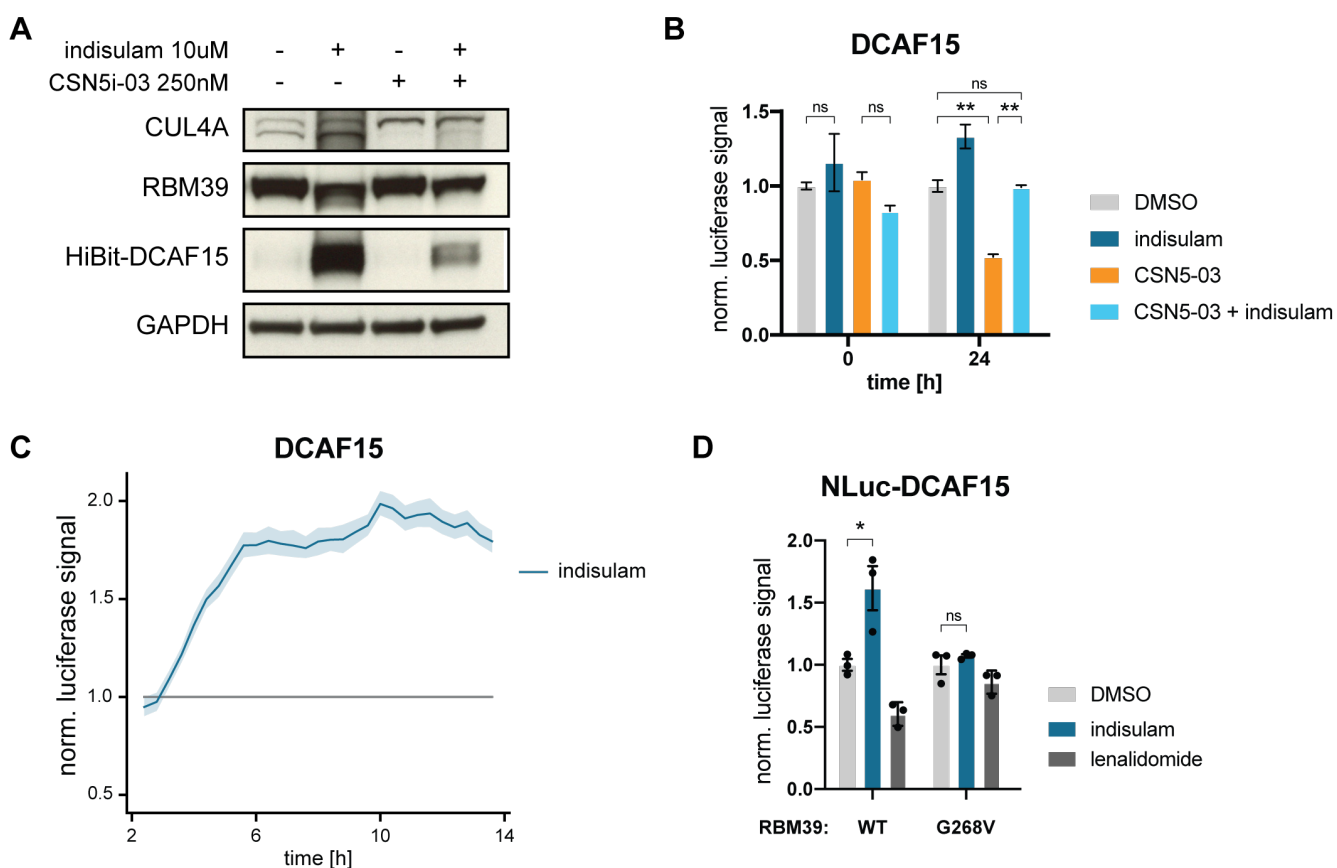 A
indisulam 10uM - + - +
CSN5i-03 250nM - - + +
CUL4A
RBM39
HiBit-DCAF15
GAPDH
B
DCAF15
norm. luciferase signal
1.5
1.0
0.5
0.0
ns
ns
ns
**
**
0
24
time [h]
DMSO
indisulam
CSN5-03
CSN5-03 + indisulam
C
DCAF15
norm. luciferase signal
2.0
1.5
1.0
0.5
2
6
10
14
time [h]
indisulam
D
NLuc-DCAF15
norm. luciferase signal
2.0
1.5
1.0
0.5
0.0
*
ns
RBM39: WT G268V
DMSO
indisulam
lenalidomide